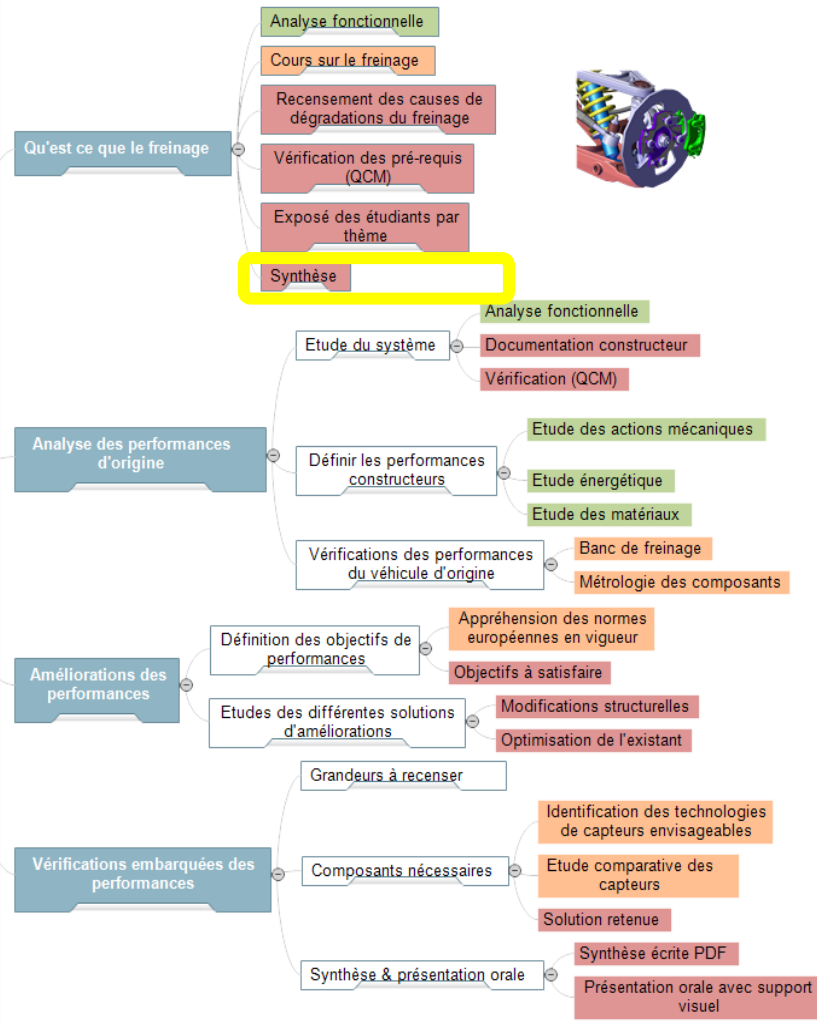 Analyse fonctionnelle
Cours sur le freinage
Recensement des causes de
dégradations du freinage
Qu'est ce que le freinage
Vérification des pré-requis
(QCM)
Exposé des étudiants par
thème
Synthèse
Analyse fonctionnelle
Etude du système
Documentation constructeur
Vérification (QCM)
Analyse des performances
d'origine
Etude des actions mécaniques
Définir les performances
constructeurs
Etude énergétique
Etude des matériaux
Vérifications des performances
du véhicule d'origine
Banc de freinage
Métrologie des composants
Améliorations des
performances
Définition des objectifs de
performances
Appréhension des normes
européennes en vigueur
Objectifs à satisfaire
Etudes des différentes solutions
d'améliorations
Modifications structurelles
Optimisation de l'existant
Grandeurs à recenser
Vérifications embarquées des
performances
Composants nécessaires
Identification des technologies
de capteurs envisageables
Etude comparative des
capteurs
Solution retenue
Synthèse & présentation orale
Synthèse écrite PDF
Présentation orale avec support
visuel